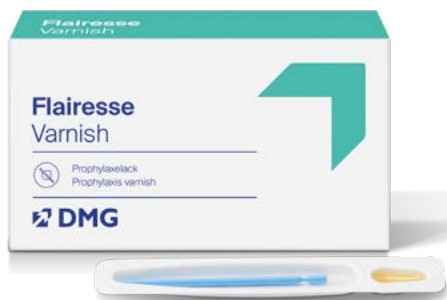 Flairesse
Varnish
Flairesse
Varnish
Prophylaxelack
Prophylaxis varnish
DMG